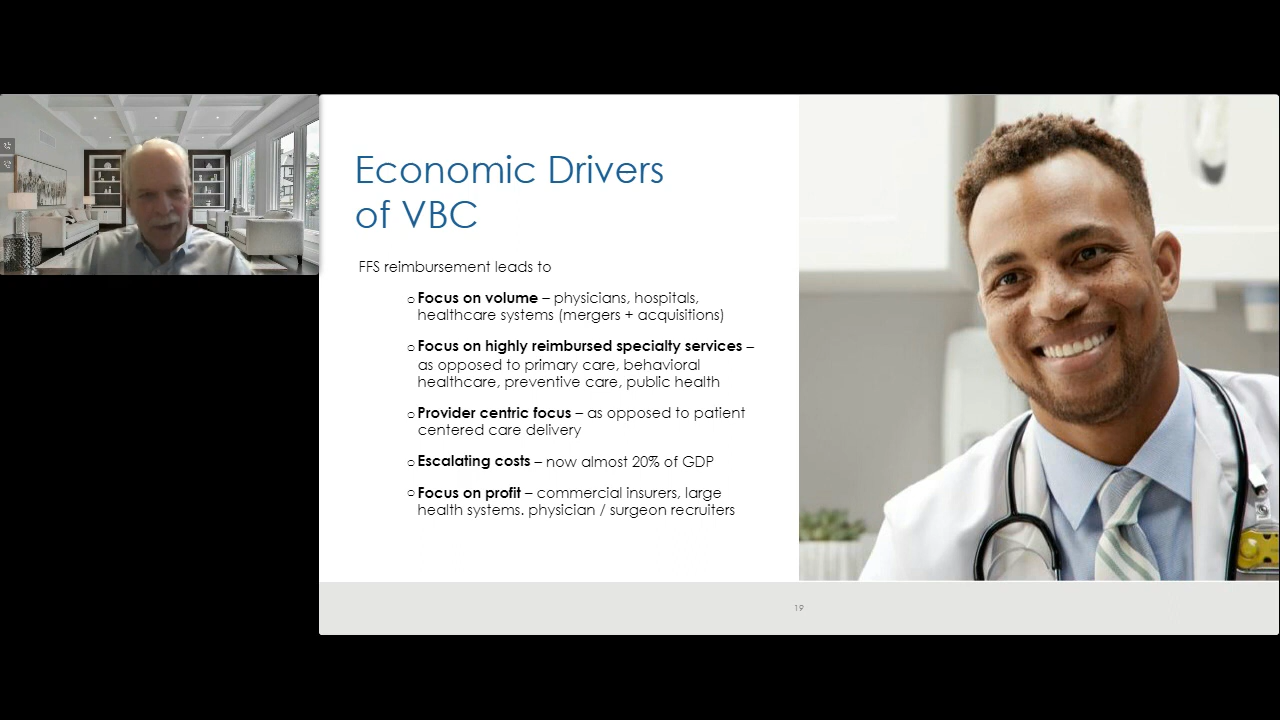 Economic Drivers
of VBC
FFS reimbursement leads to
○ Focus on volume – physicians, hospitals,
healthcare systems (mergers + acquisitions)
○ Focus on highly reimbursed specialty services –
as opposed to primary care, behavioral
healthcare, preventive care, public health
○ Provider centric focus – as opposed to patient
centered care delivery
○ Escalating costs – now almost 20% of GDP
○ Focus on profit – commercial insurers, large
health systems. physician / surgeon recruiters
19